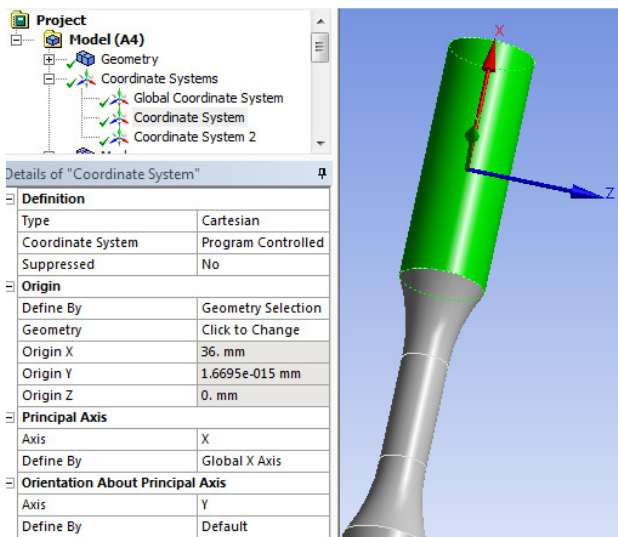 Project
Model (A4)
Geometry
Coordinate Systems
Global Coordinate System
Coordinate System
Coordinate System 2
Details of "Coordinate System"
Definition
Type Cartesian
Coordinate System Program Controlled
Suppressed No
Origin
Define By Geometry Selection
Geometry Click to Change
Origin X 36. mm
Origin Y 1.6695e-015 mm
Origin Z 0. mm
Principal Axis
Axis X
Define By Global X Axis
Orientation About Principal Axis
Axis Y
Define By Default
X
Z